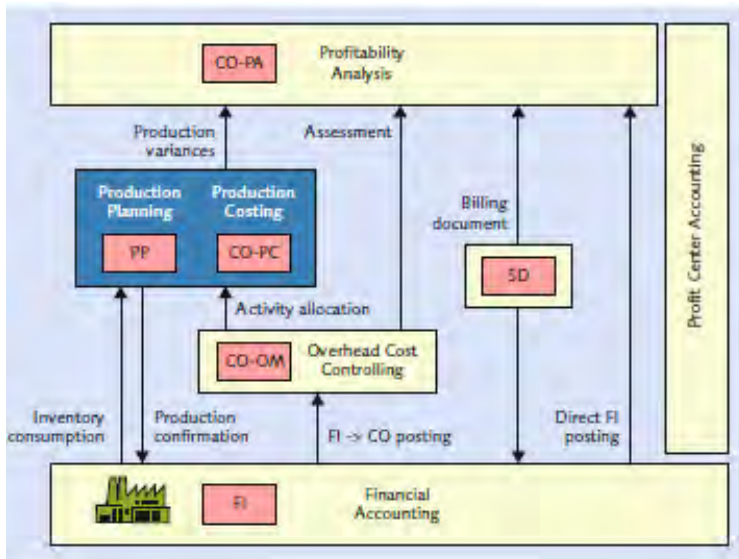 CO-PA
Profitability
Analysis
Production
variances
Assessment
Production
Planning
Production
Costing
PP
CO-PC
Billing
document
SD
Activity allocation
CO-OM
Overhead Cost
Controlling
Inventory
consumption
Production
confirmation
FI -> CO posting
Direct FI
posting
FI
Financial
Accounting
Profit Center Accounting